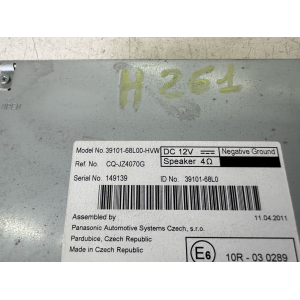 H 261
Model No. 39101-68L00-HVW
DC 12V
Negative Ground
Ref. No. CQ-JZ4070G
Speaker 4Ω
Serial No. 149139
ID No. 39101-68L0
Assembled by
11.04.2011
Panasonic Automotive Systems Czech, s.r.o.
Pardubice, Czech Republic
Made in Czech Republic
E6
10R - 03 0289